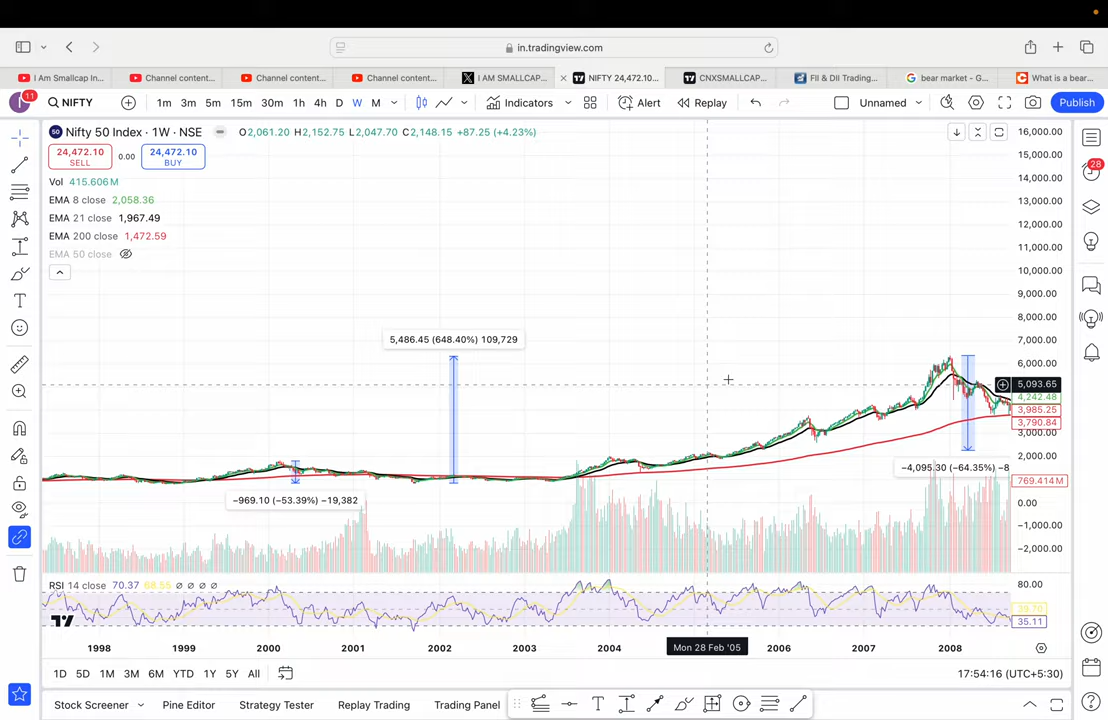 in.tradingview.com
I Am Smallcap In...
Channel content...
Channel content...
Channel content...
I AM SMALLCAP...
NIFTY 24,472.10...
CNXSMALLCAP...
FII & DII Trading...
bear market - G...
What is a bear...
11
NIFTY
1m 3m 5m 15m 30m 1h 4h D W M
Indicators
Alert
Replay
Unnamed
Publish
50
Nifty 50 Index · 1W · NSE
O2,061.20 H2,152.75 L2,047.70 C2,148.15 +87.25 (+4.23%)
24,472.10
SELL
0.00
24,472.10
BUY
Vol 415.606M
EMA 8 close 2,058.36
EMA 21 close 1,967.49
EMA 200 close 1,472.59
EMA 50 close
5,486.45 (648.40%) 109,729
−969.10 (−53.39%) −19,382
−4,095.30 (−64.35%) −8
16,000.00
15,000.00
14,000.00
13,000.00
12,000.00
11,000.00
10,000.00
9,000.00
8,000.00
7,000.00
6,000.00
5,093.65
4,242.48
3,985.25
3,790.84
3,000.00
2,000.00
769.414M
0.00
−1,000.00
−2,000.00
28
RSI 14 close 70.37 68.55 ∅ ∅ ∅ ∅
80.00
39.70
35.11
1998 1999 2000 2001 2002 2003 2004 Mon 28 Feb '05 2006 2007 2008
1D 5D 1M 3M 6M YTD 1Y 5Y All
17:54:16 (UTC+5:30)
Stock Screener
Pine Editor
Strategy Tester
Replay Trading
Trading Panel